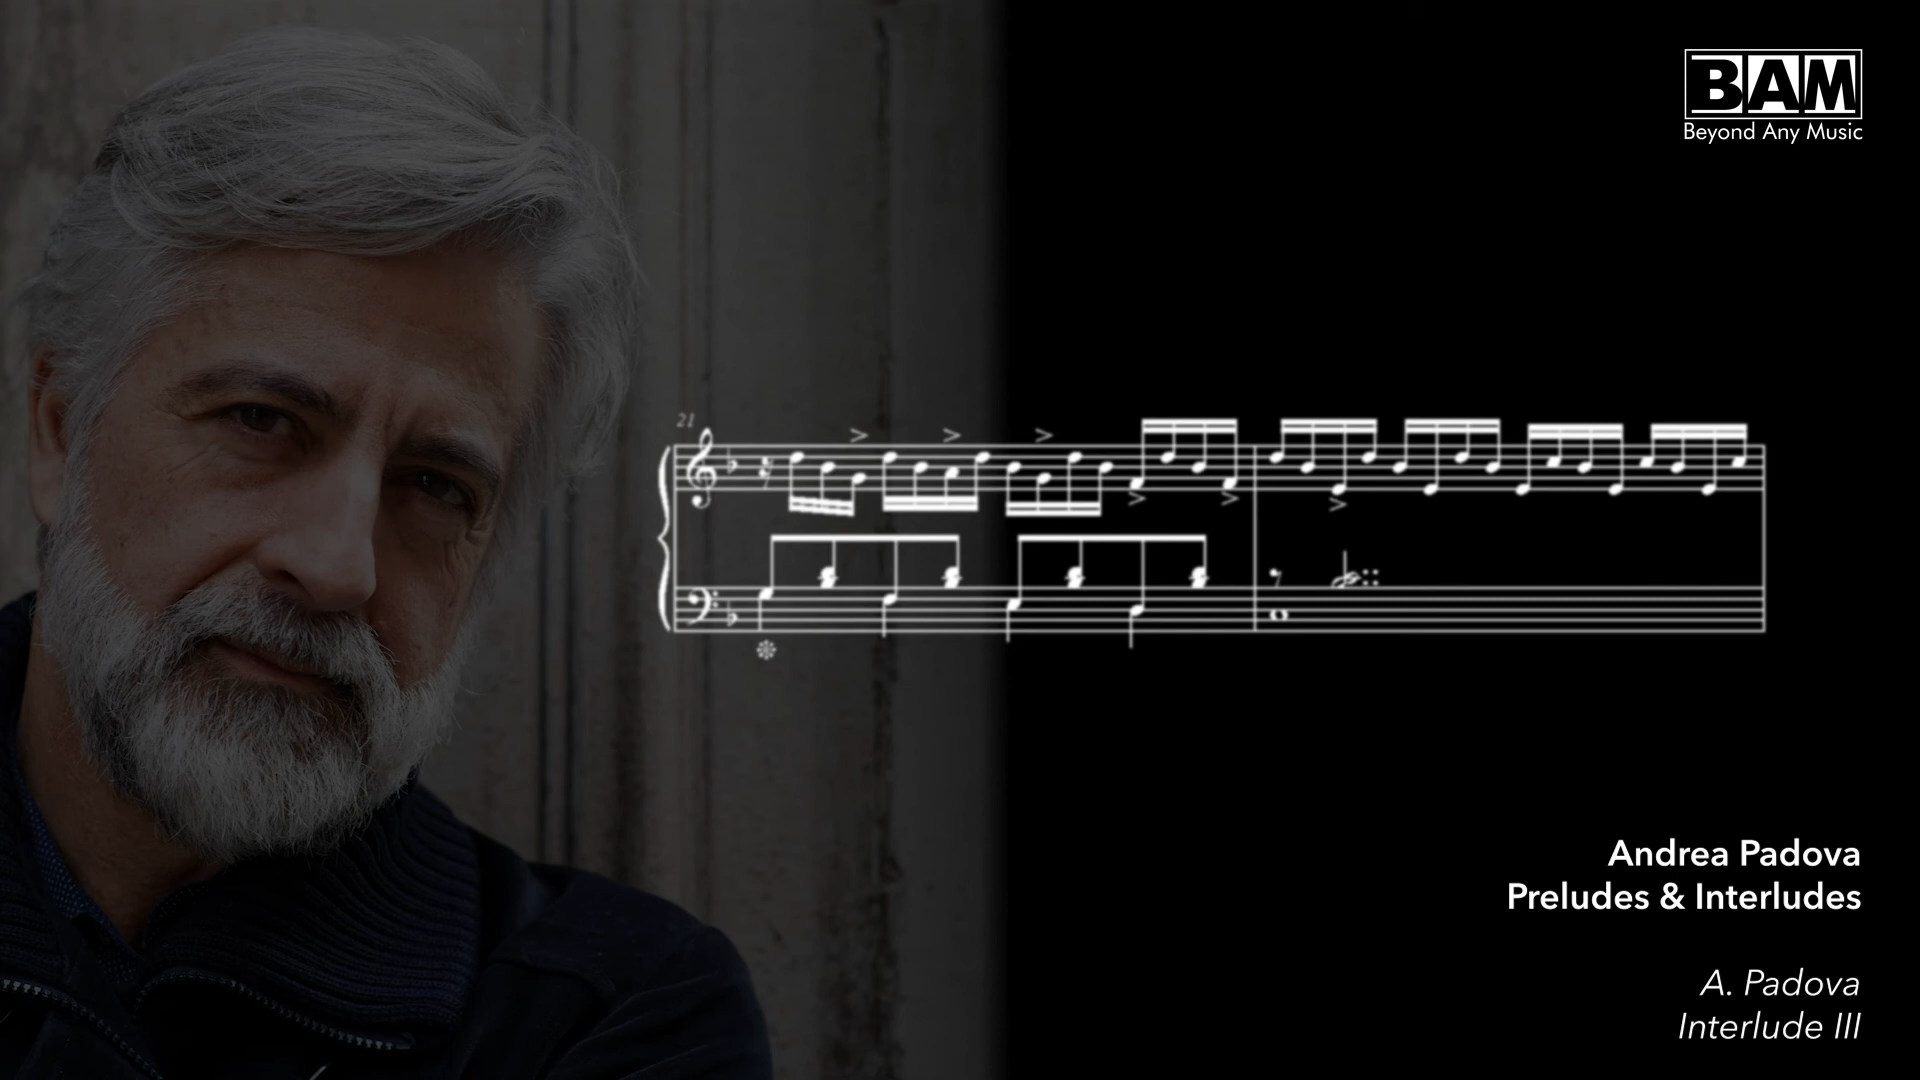 BAM
Beyond Any Music
21
Andrea Padova
Preludes & Interludes
A. Padova
Interlude III